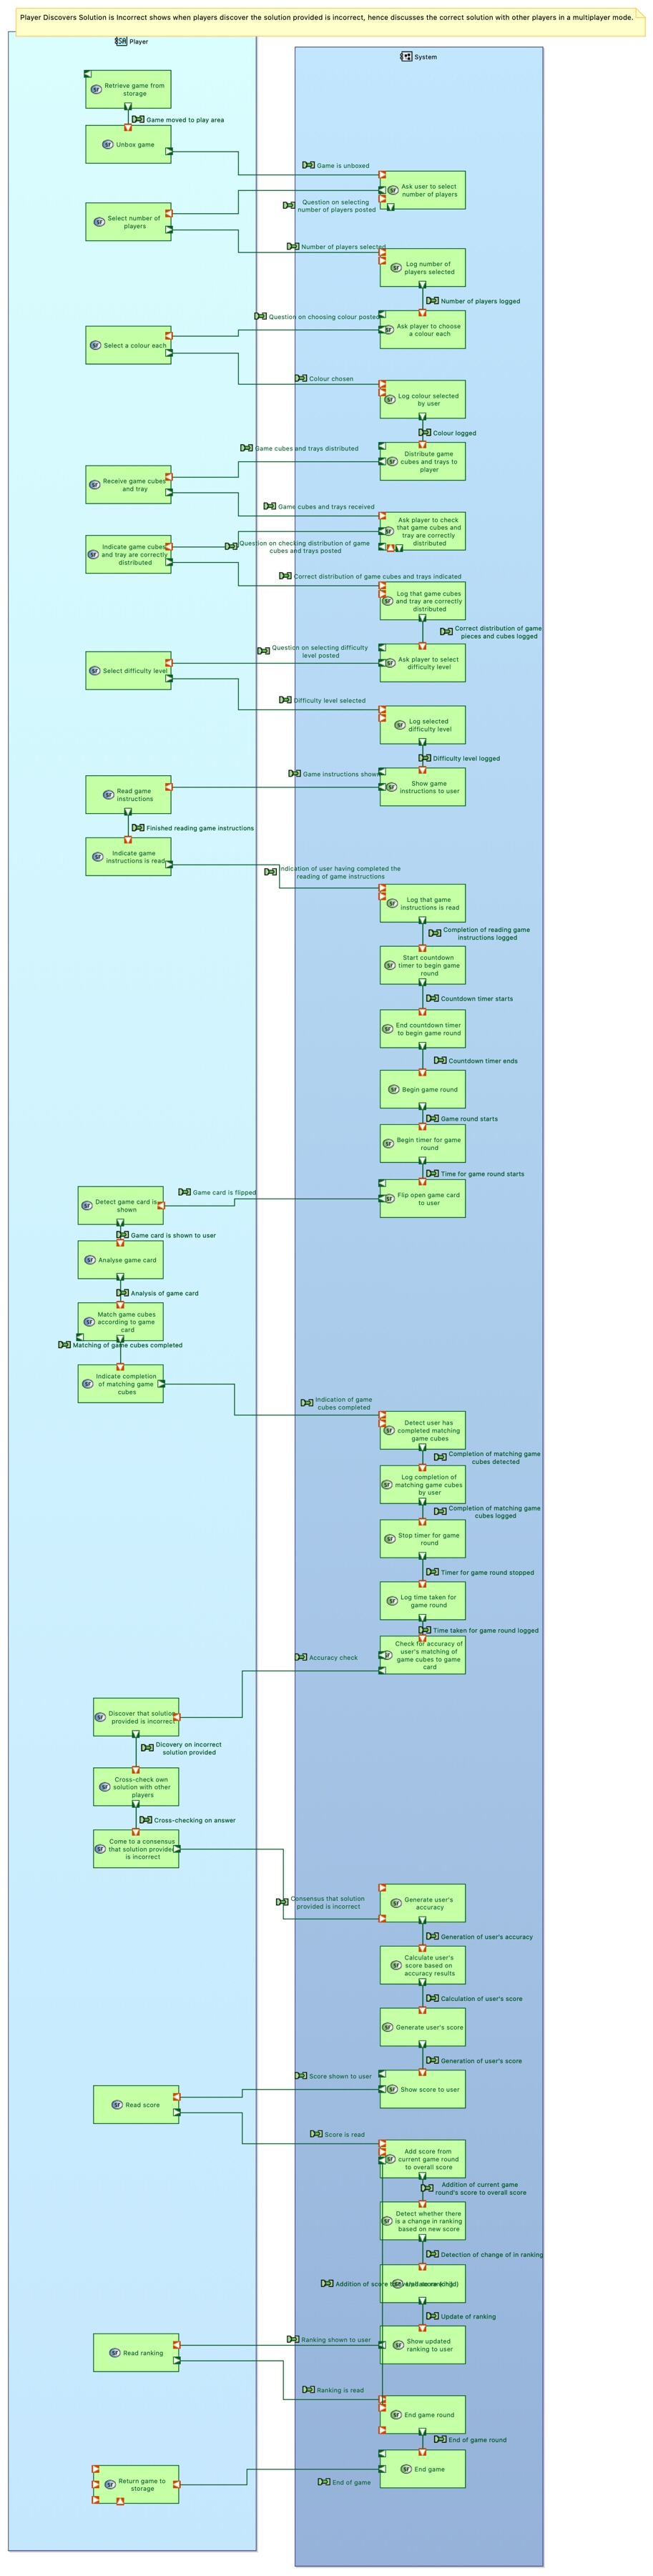 Player Discovers Solution is Incorrect shows when players discover the solution provided is incorrect, hence discusses the correct solution with other players in a multiplayer mode.
Player
System
Retrieve game from
storage
Game moved to play area
Unbox game
Game is unboxed
Ask user to select
number of players
Question on selecting
number of players posted
Select number of
players
Number of players selected
Log number of
players selected
Number of players logged
Question on choosing colour posted
Ask player to choose
a colour each
Select a colour each
Colour chosen
Log colour selected
by user
Colour logged
Game cubes and trays distributed
Distribute game
cubes and trays to
player
Receive game cubes
and tray
Game cubes and trays received
Ask player to check
that game cubes and
tray are correctly
distributed
Question on checking distribution of game
cubes and trays posted
Indicate game cubes
and tray are correctly
distributed
Correct distribution of game cubes and trays indicated
Log that game cubes
and tray are correctly
distributed
Correct distribution of game
pieces and cubes logged
Question on selecting difficulty
level posted
Ask player to select
difficulty level
Select difficulty level
Difficulty level selected
Log selected
difficulty level
Difficulty level logged
Game instructions shown
Show game
instructions to user
Read game
instructions
Finished reading game instructions
Indicate game
instructions is read
Indication of user having completed the
reading of game instructions
Log that game
instructions is read
Completion of reading game
instructions logged
Start countdown
timer to begin game
round
Countdown timer starts
End countdown timer
to begin game round
Countdown timer ends
Begin game round
Game round starts
Begin timer for game
round
Time for game round starts
Flip open game card
to user
Game card is flipped
Detect game card is
shown
Game card is shown to user
Analyse game card
Analysis of game card
Match game cubes
according to game
card
Matching of game cubes completed
Indicate completion
of matching game
cubes
Indication of game
cubes completed
Detect user has
completed matching
game cubes
Completion of matching game
cubes detected
Log completion of
matching game cubes
by user
Completion of matching game
cubes logged
Stop timer for game
round
Timer for game round stopped
Log time taken for
game round
Time taken for game round logged
Check for accuracy of
user's matching of
game cubes to game
card
Accuracy check
Discover that solution
provided is incorrect
Dicovery on incorrect
solution provided
Cross-check own
solution with other
players
Cross-checking on answer
Come to a consensus
that solution provided
is incorrect
Consensus that solution
provided is incorrect
Generate user's
accuracy
Generation of user's accuracy
Calculate user's
score based on
accuracy results
Calculation of user's score
Generate user's score
Generation of user's score
Score shown to user
Show score to user
Read score
Score is read
Add score from
current game round
to overall score
Addition of current game
round's score to overall score
Detect whether there
is a change in ranking
based on new score
Detection of change of in ranking
Addition of score to
Update of ranking
Ranking shown to user
Show updated
ranking to user
Read ranking
Ranking is read
End game round
End of game round
End game
End of game
Return game to
storage